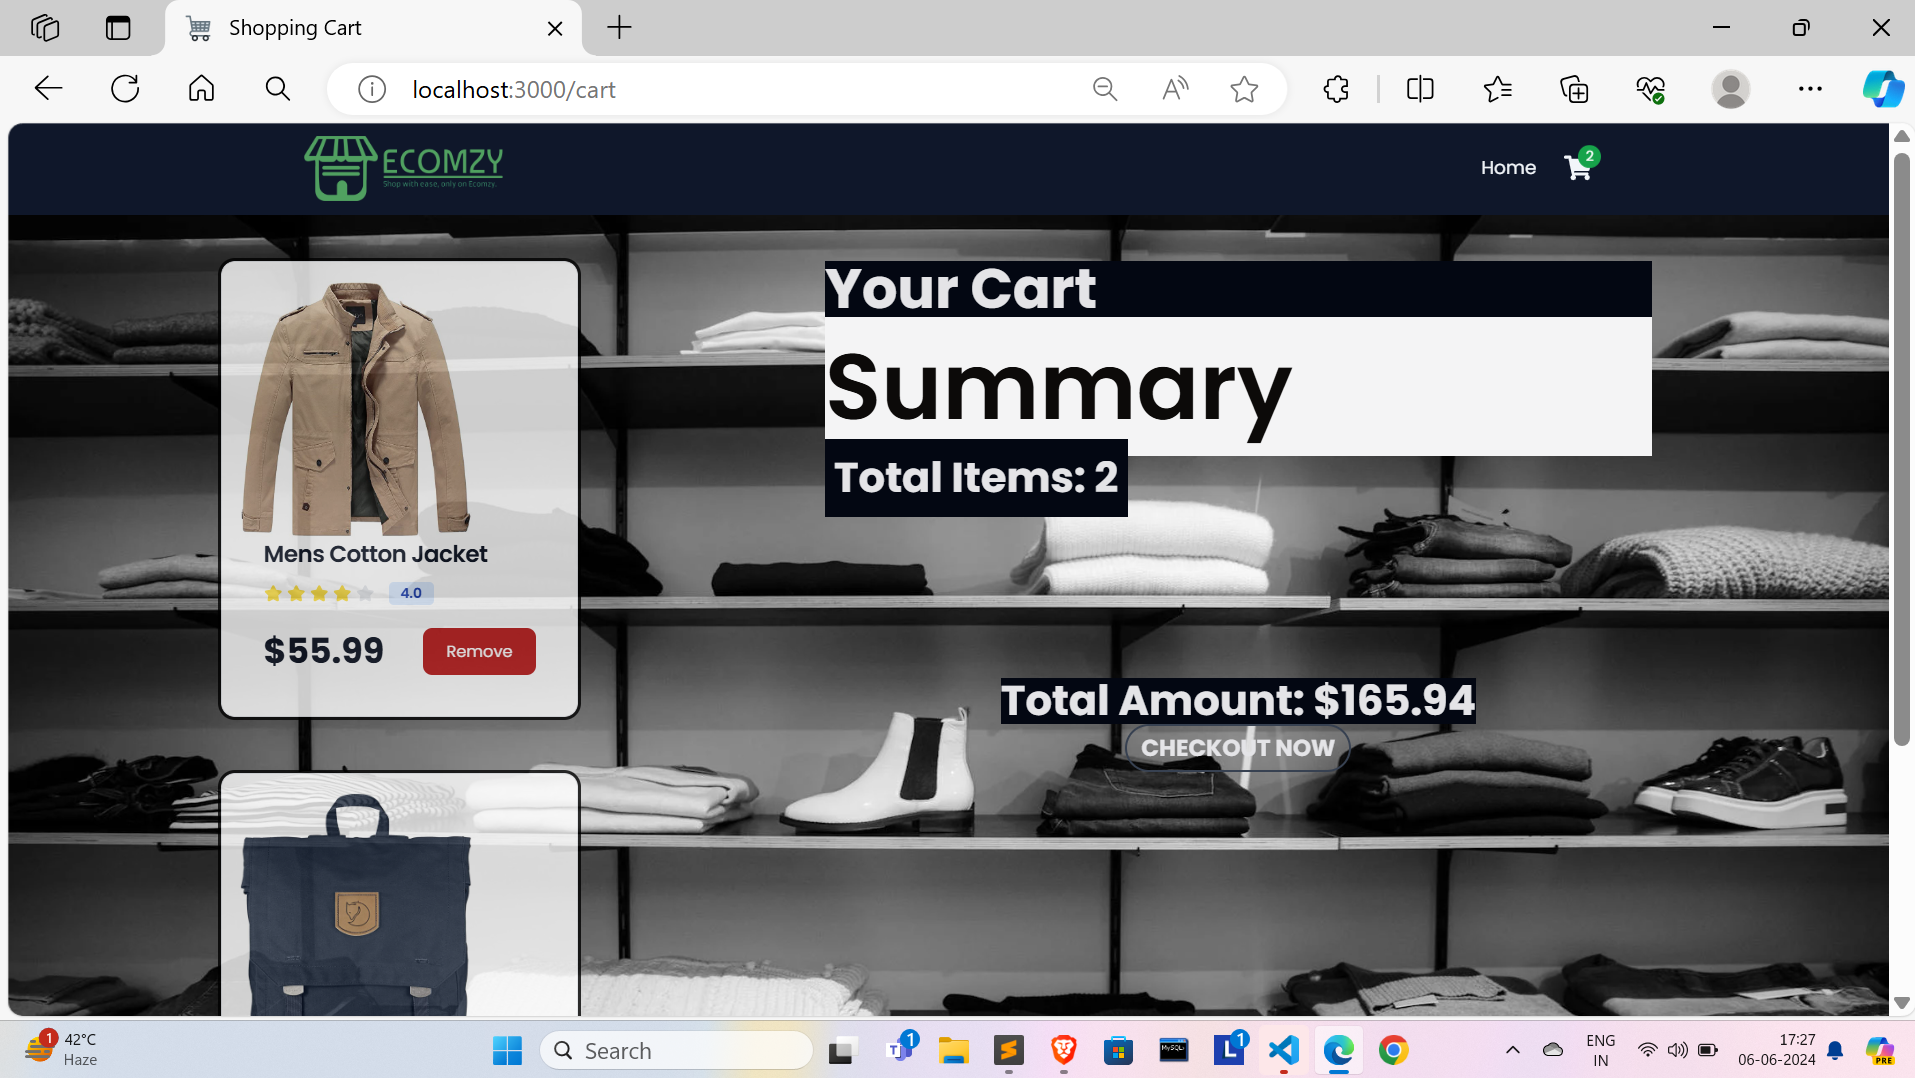 Shopping Cart
localhost:3000/cart
ECOMZY
Shop with ease, only on Ecomzy.
Home
2
Your Cart
Summary
Total Items: 2
Mens Cotton Jacket
4.0
$55.99
Remove
Total Amount: $165.94
CHECKOUT NOW
1
42°C
Haze
Search
1
MySQL
1
ENG
IN
17:27
06-06-2024
PRE